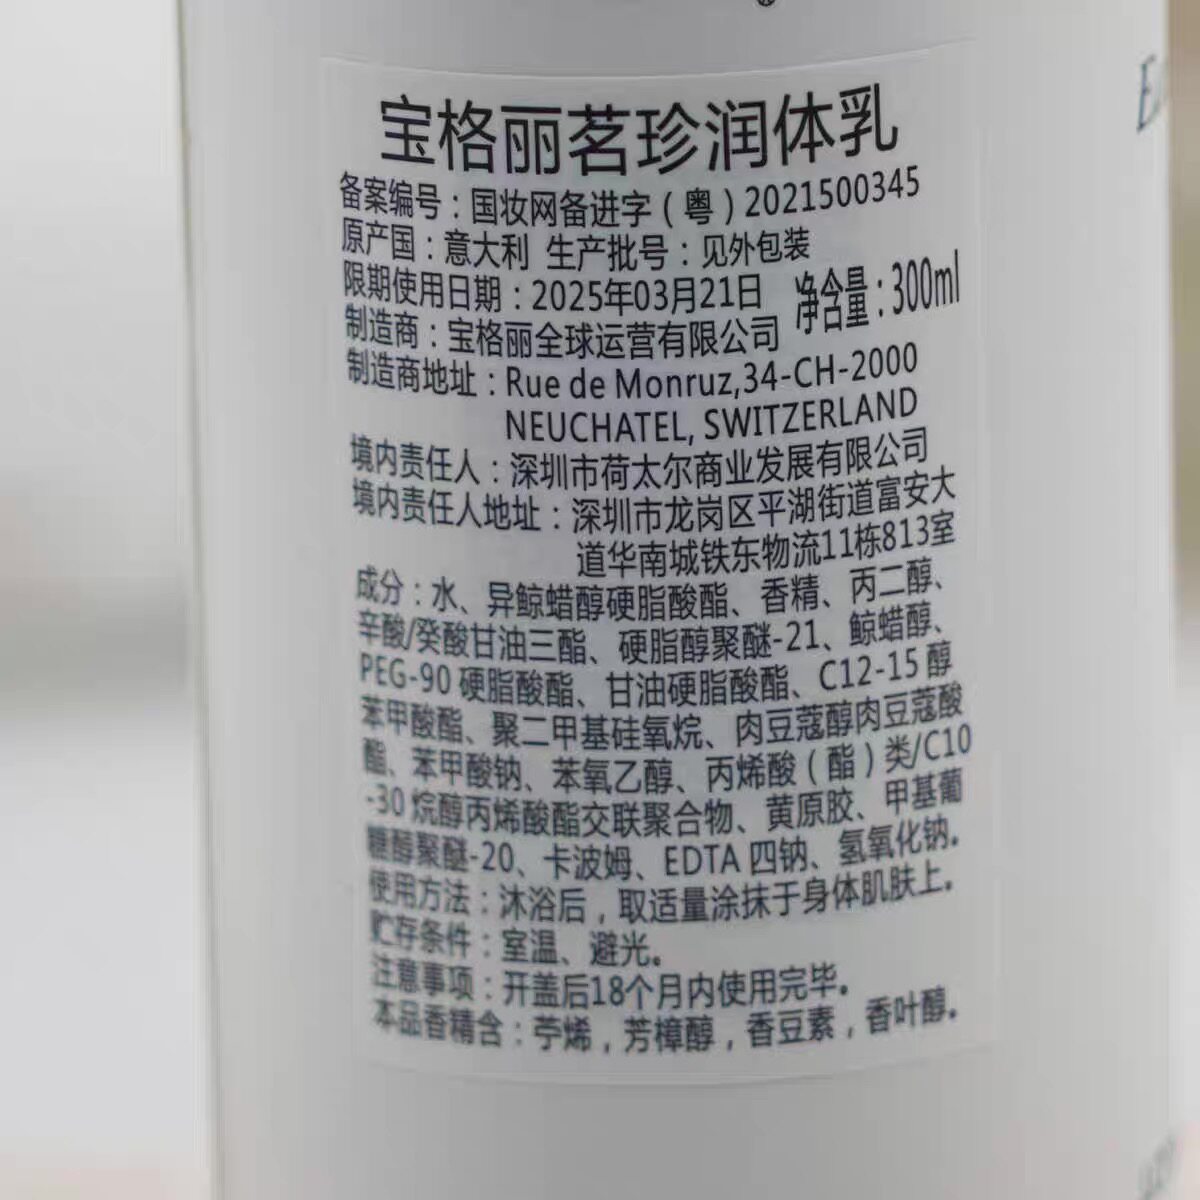 宝格丽茗珍润体乳
备案编号：国妆网备进字（粤）2021500345
原产国：意大利 生产批号：见外包装
限期使用日期：2025年03月21日 净含量：300ml
制造商：宝格丽全球运营有限公司
制造商地址：Rue de Monruz,34-CH-2000
NEUCHATEL, SWITZERLAND
境内责任人：深圳市荷太尔商业发展有限公司
境内责任人地址：深圳市龙岗区平湖街道富安大
道华南城铁东物流11栋813室
成分：水、异鲸蜡醇硬脂酸酯、香精、丙二醇、
辛酸/癸酸甘油三酯、硬脂醇聚醚-21、鲸蜡醇、
PEG-90 硬脂酸酯、甘油硬脂酸酯、C12-15 醇
苯甲酸酯、聚二甲基硅氧烷、肉豆蔻醇肉豆蔻酸
酯、苯甲酸钠、苯氧乙醇、丙烯酸（酯）类/C10
-30 烷醇丙烯酸酯交联聚合物、黄原胶、甲基葡
糖醇聚醚-20、卡波姆、EDTA 四钠、氢氧化钠。
使用方法：沐浴后，取适量涂抹于身体肌肤上。
贮存条件：室温、避光。
注意事项：开盖后18个月内使用完毕。
本品香精含：苧烯，芳樟醇，香豆素，香叶醇。